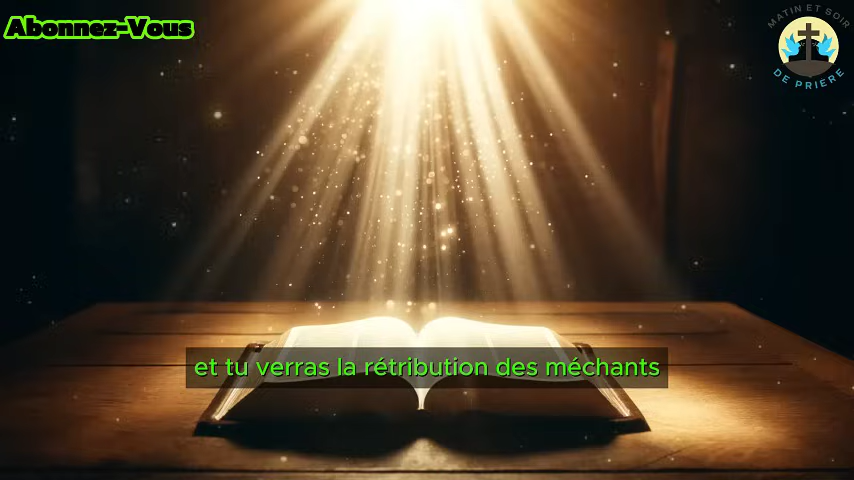 Abonnez-Vous
MATIN ET SOIR
DE PRIERE
et tu verras la rétribution des méchants